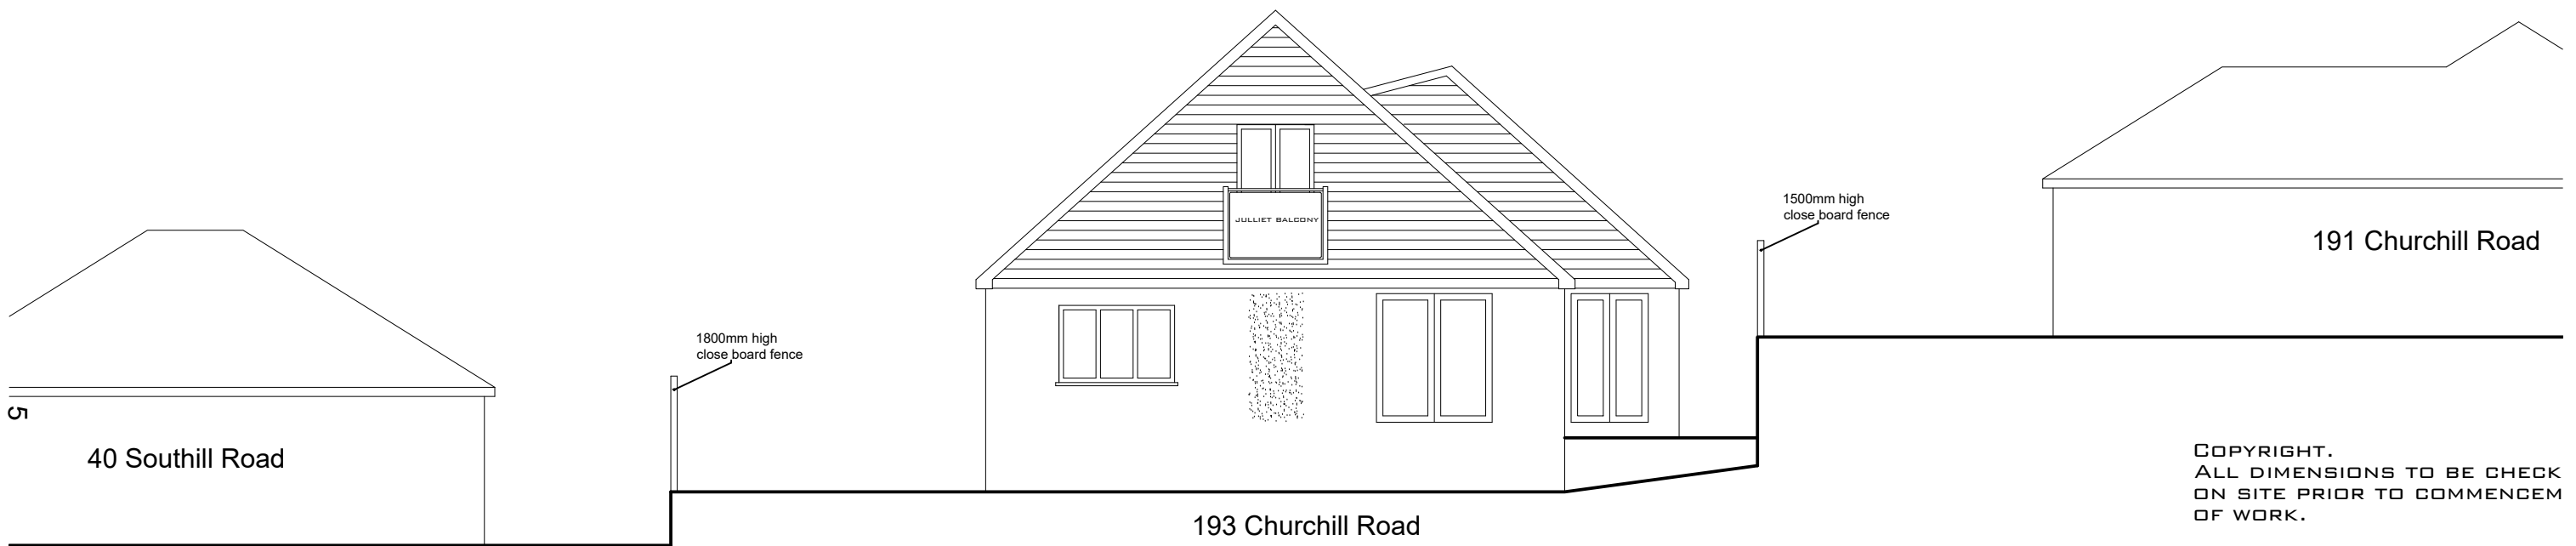 JULLIET BALCONY
1500mm high
close board fence
191 Churchill Road
1800mm high
close board fence
5
40 Southill Road
193 Churchill Road
COPYRIGHT.
ALL DIMENSIONS TO BE CHECK
ON SITE PRIOR TO COMMENCEM
OF WORK.